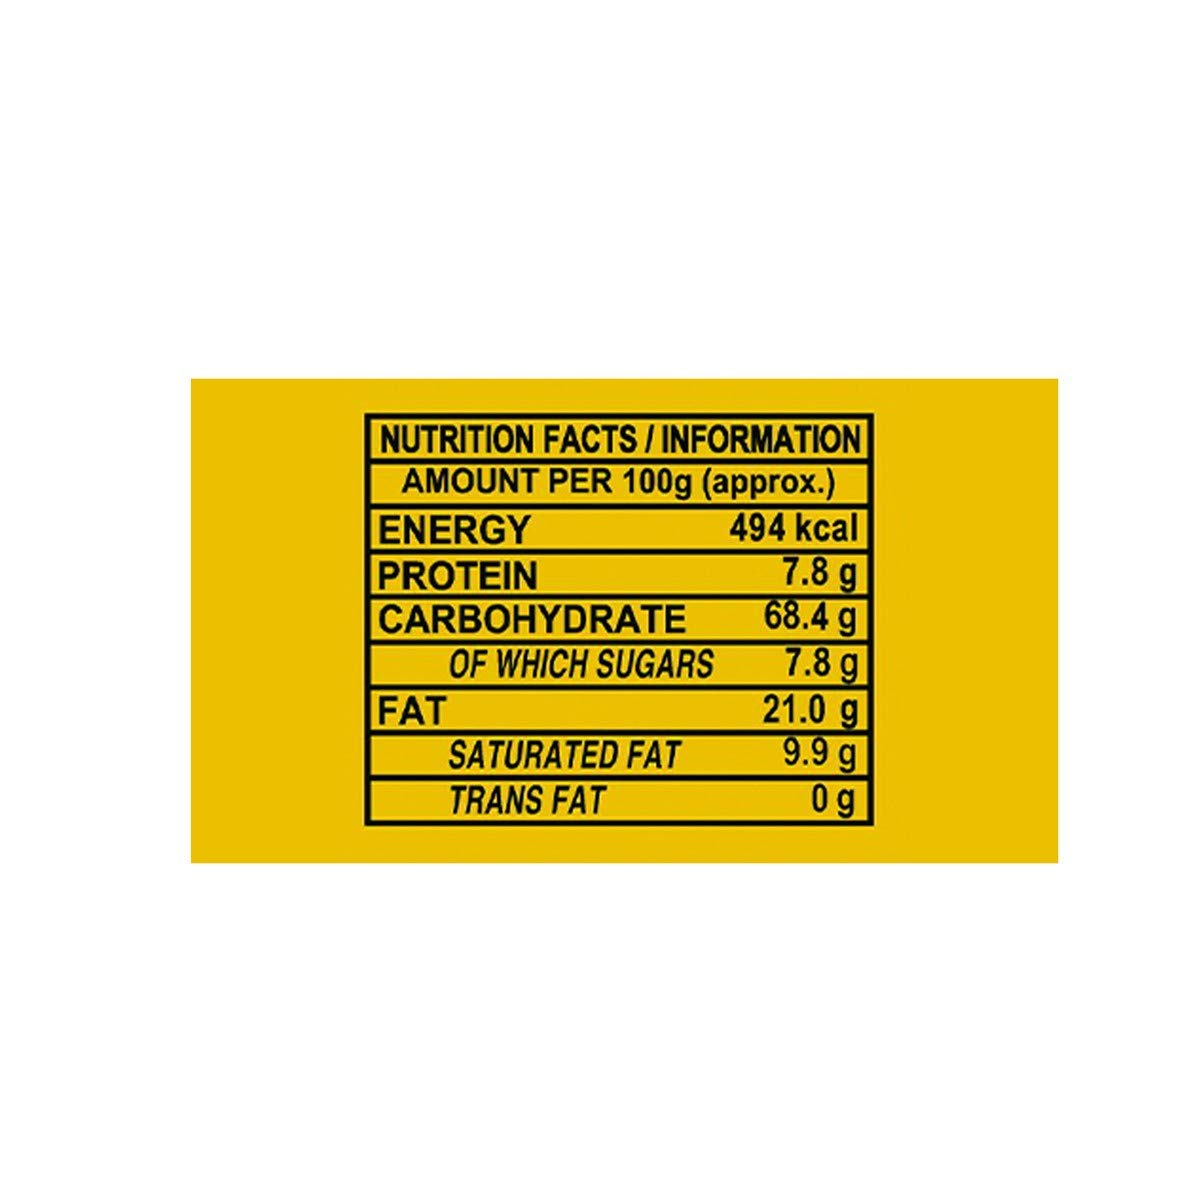 NUTRITION FACTS / INFORMATION
AMOUNT PER 100g (approx.)
ENERGY 494 kcal
PROTEIN 7.8 g
CARBOHYDRATE 68.4 g
OF WHICH SUGARS 7.8 g
FAT 21.0 g
SATURATED FAT 9.9 g
TRANS FAT 0 g